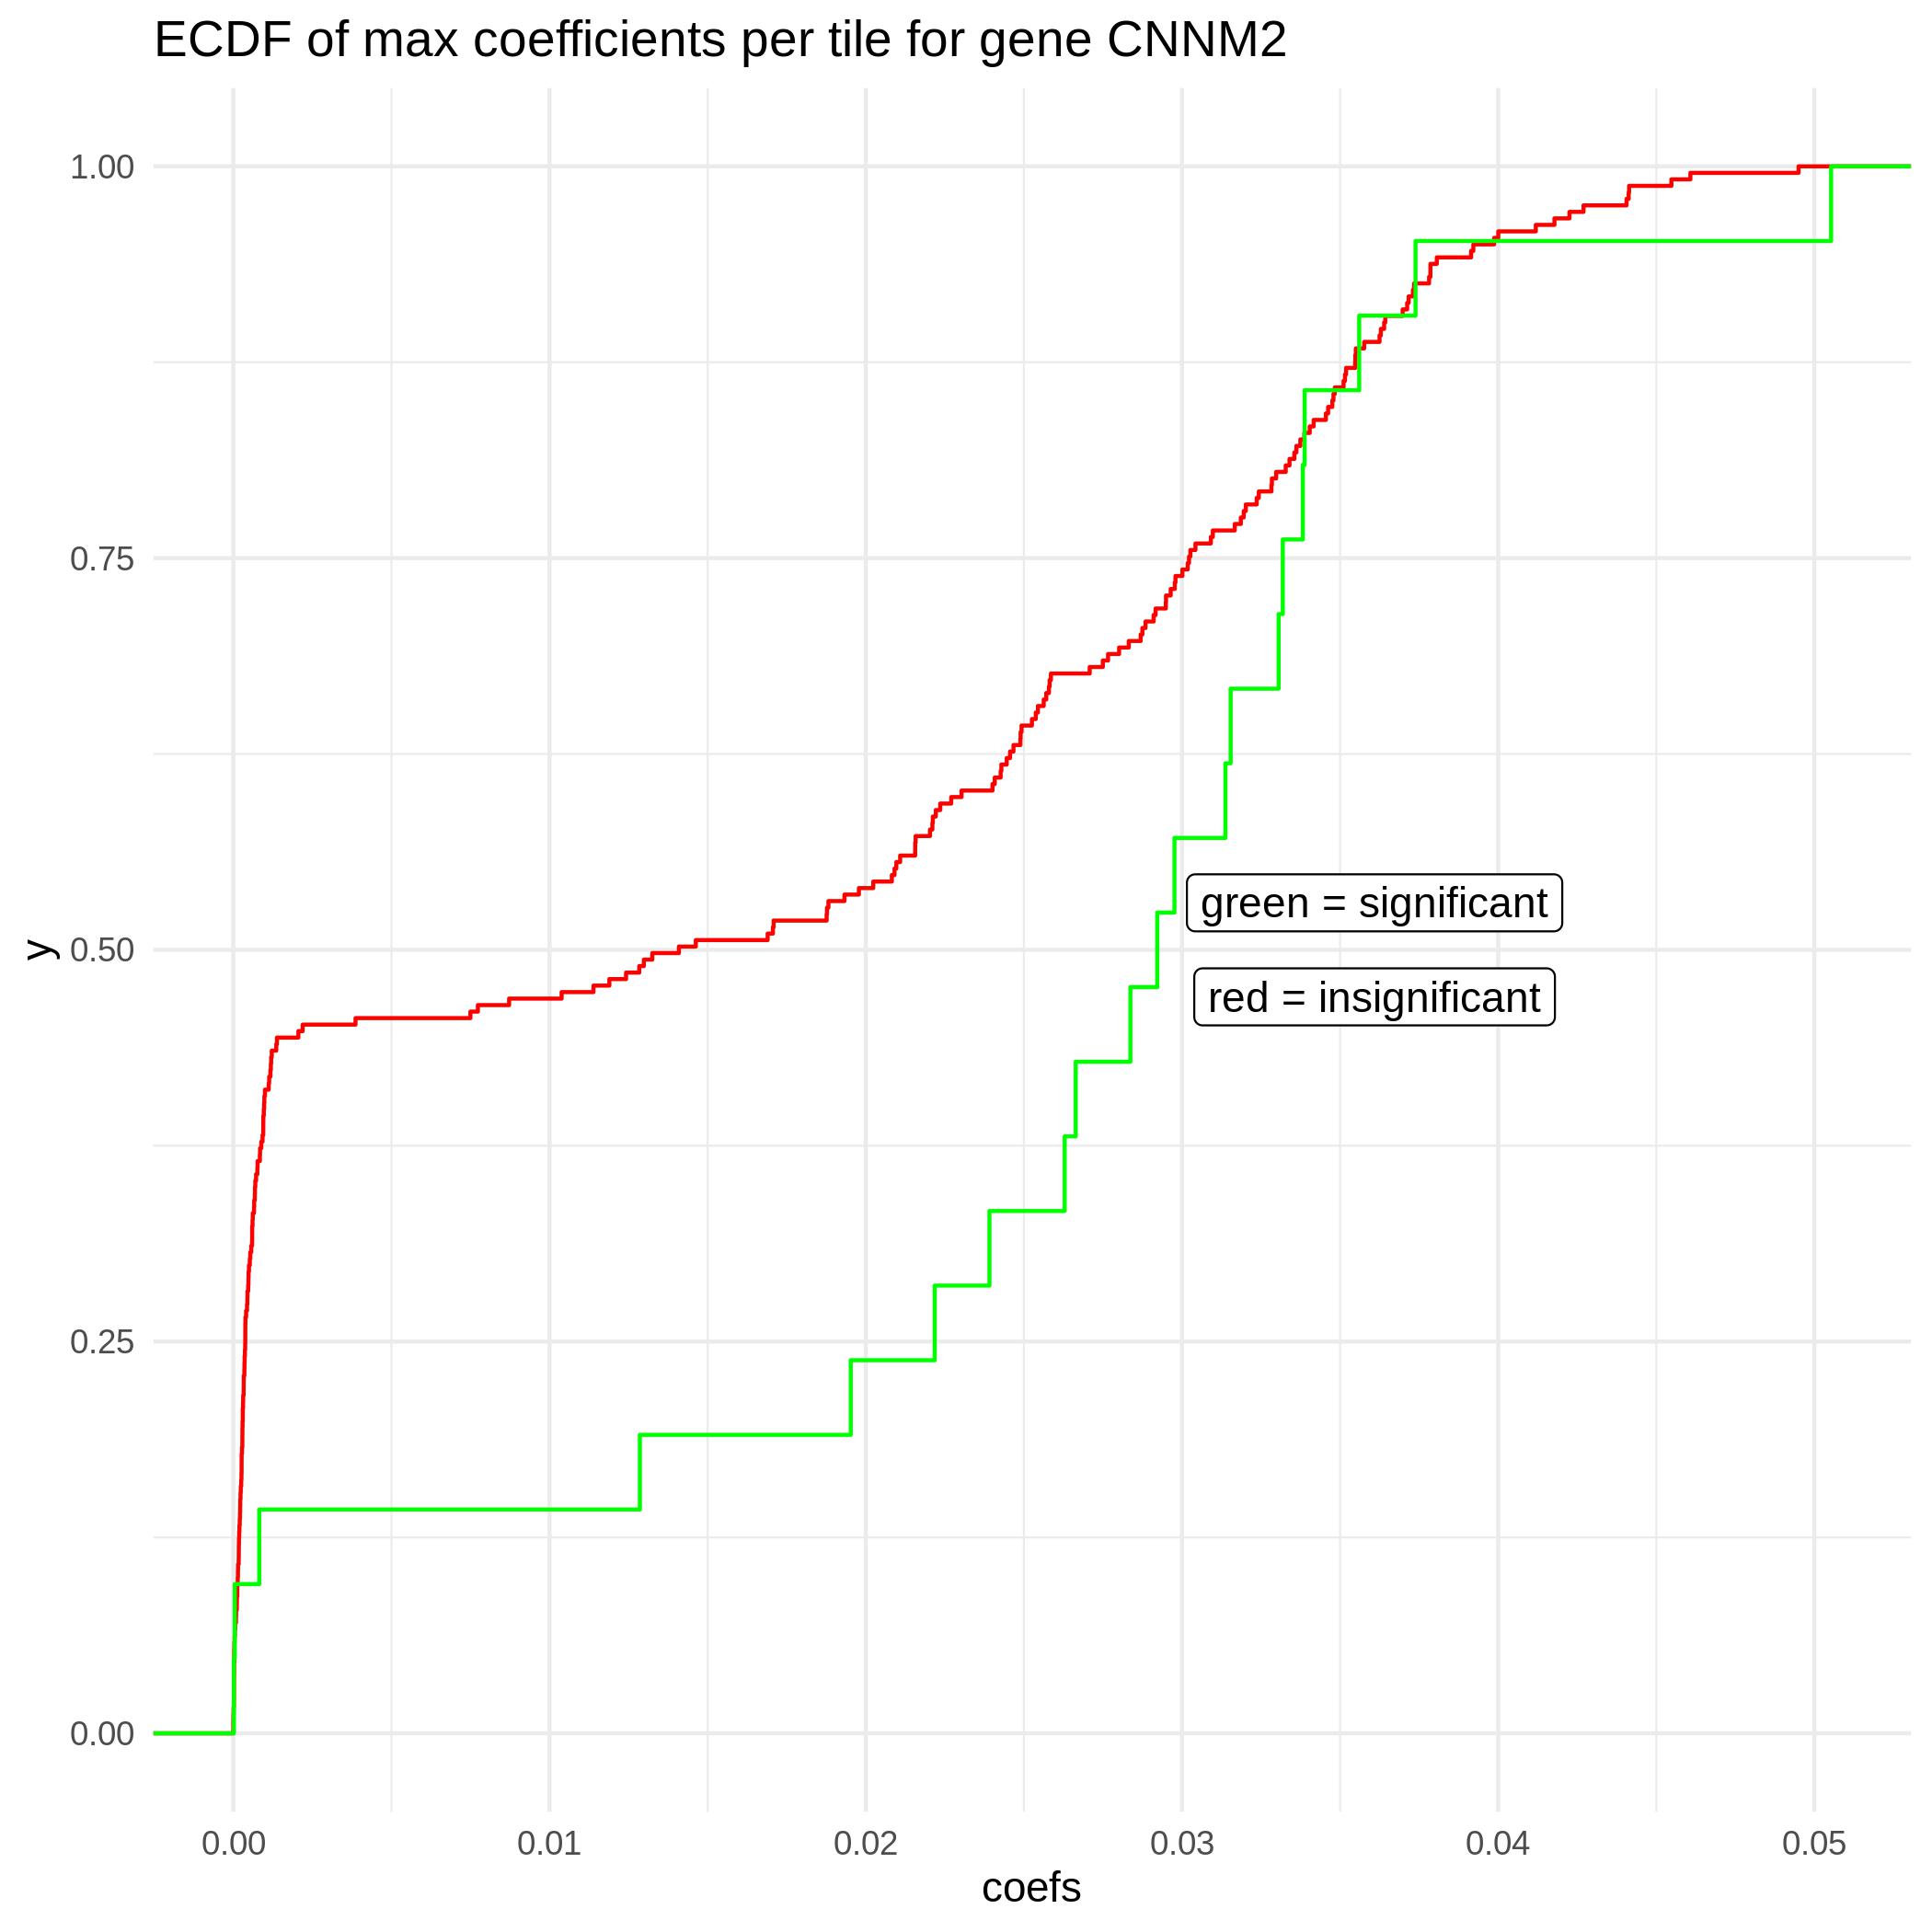 ECDF of max coefficients per tile for gene CNNM2
1.00
0.75
0.50
0.25
0.00
y
green = significant
red = insignificant
0.00 0.01 0.02 0.03 0.04 0.05
coefs